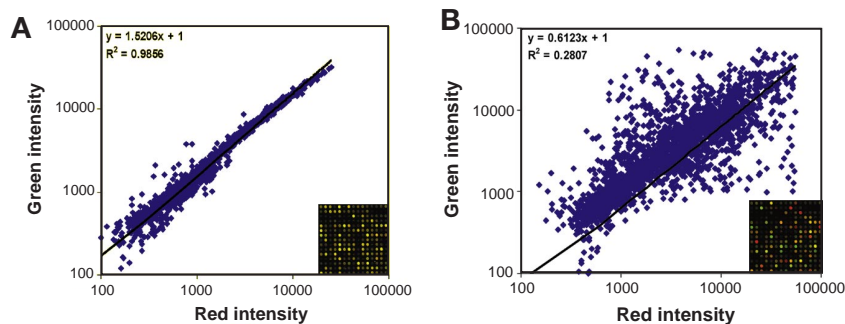 A
y = 1.5206x + 1
R² = 0.9856
100000
10000
1000
100
Green intensity
100 1000 10000 100000
Red intensity
B
y = 0.6123x + 1
R² = 0.2807
100000
10000
1000
100
Green intensity
100 1000 10000 100000
Red intensity